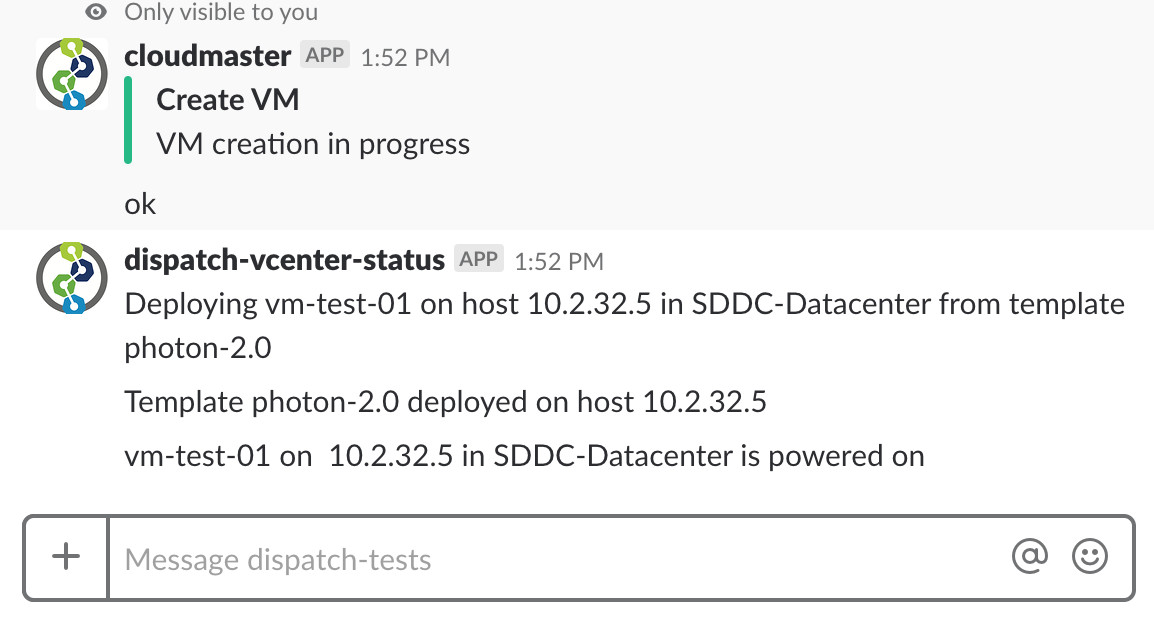 Only visible to you
cloudmaster APP 1:52 PM
Create VM
VM creation in progress
ok
dispatch-vcenter-status APP 1:52 PM
Deploying vm-test-01 on host 10.2.32.5 in SDDC-Datacenter from template
photon-2.0
Template photon-2.0 deployed on host 10.2.32.5
vm-test-01 on  10.2.32.5 in SDDC-Datacenter is powered on
Message dispatch-tests